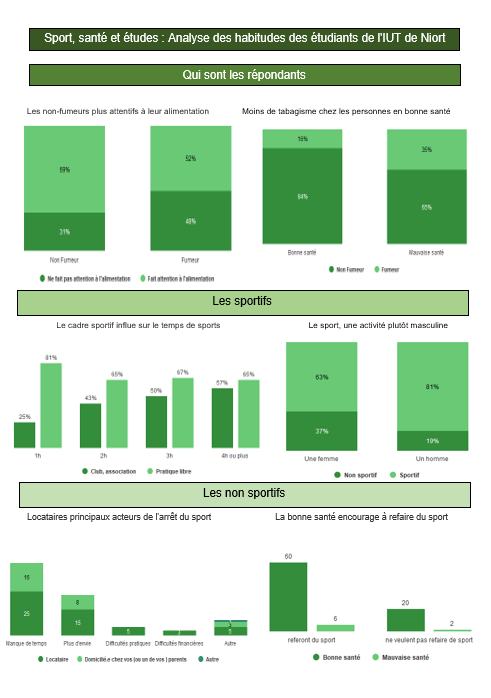 Sport, santé et études : Analyse des habitudes des étudiants de l'IUT de Niort
Qui sont les répondants
Les non-fumeurs plus attentifs à leur alimentation
Moins de tabagisme chez les personnes en bonne santé
69%
31%
52%
48%
Non Fumeur
Fumeur
Ne fait pas attention à l'alimentation
Fait attention à l'alimentation
16%
84%
35%
65%
Bonne santé
Mauvaise santé
Non Fumeur
Fumeur
Les sportifs
Le cadre sportif influe sur le temps de sports
Le sport, une activité plutôt masculine
25%
81%
43%
65%
50%
67%
57%
65%
1h
2h
3h
4h ou plus
Club, association
Pratique libre
63%
37%
81%
19%
Une femme
Un homme
Non sportif
Sportif
Les non sportifs
Locataires principaux acteurs de l'arrêt du sport
La bonne santé encourage à refaire du sport
16
25
8
15
Manque de temps
Plus d'envie
Difficultés pratiques
Difficultés financières
Autre
Locataire
Domicilé.e chez vos (ou un de vos ) parents
Autre
60
6
20
2
referont du sport
ne veulent pas refaire de sport
Bonne santé
Mauvaise santé